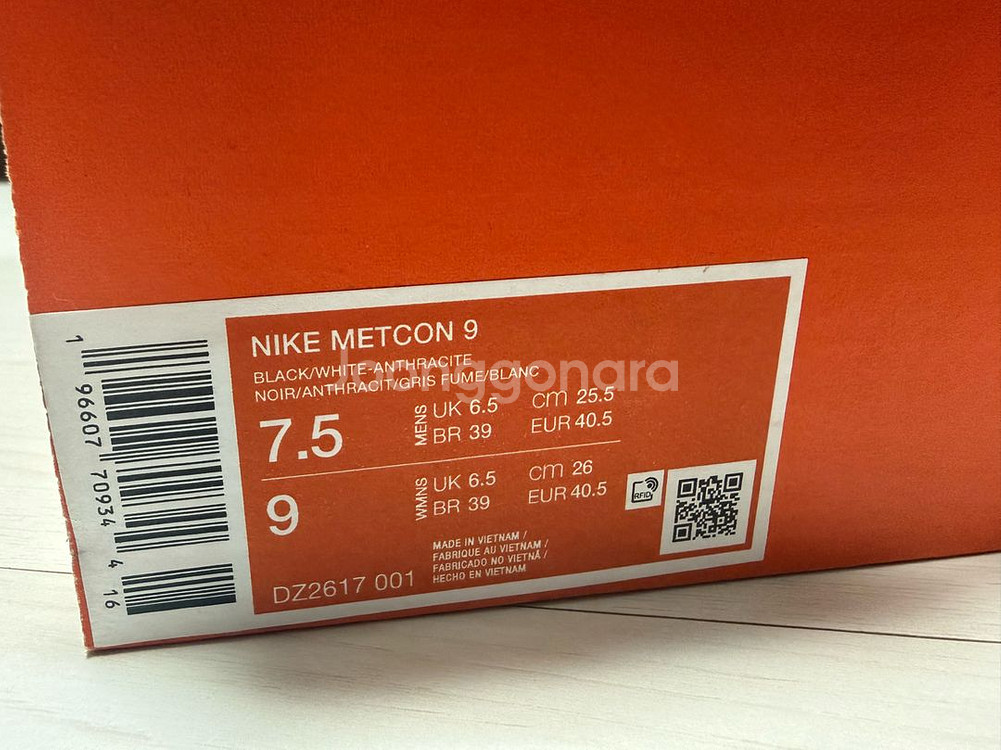 NIKE METCON 9
BLACK/WHITE-ANTHRACITE
NOIR/ANTHRACIT/GRIS FUME/BLANC
7.5
MENS
UK 6.5 cm 25.5
BR 39 EUR 40.5
9
WMNS
UK 6.5 cm 26
BR 39 EUR 40.5
RFID
MADE IN VIETNAM /
FABRIQUE AU VIETNAM /
FABRICADO NO VIETNÃ /
HECHO EN VIETNAM
DZ2617 001
1 96607 70934 4 16
joonggonara